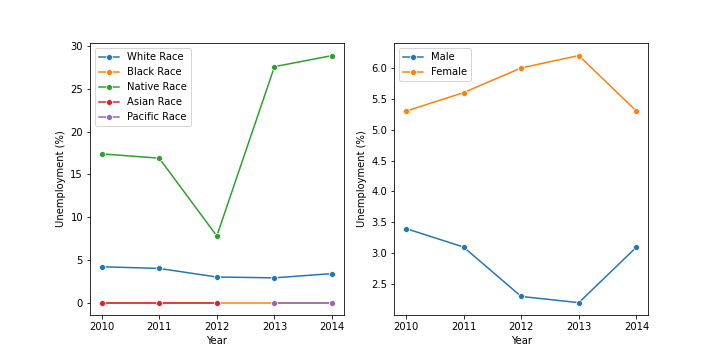 White Race
Black Race
Native Race
Asian Race
Pacific Race
30
25
20
15
10
5
0
Unemployment (%)
2010 2011 2012 2013 2014
Year
Male
Female
6.0
5.5
5.0
4.5
4.0
3.5
3.0
2.5
Unemployment (%)
2010 2011 2012 2013 2014
Year